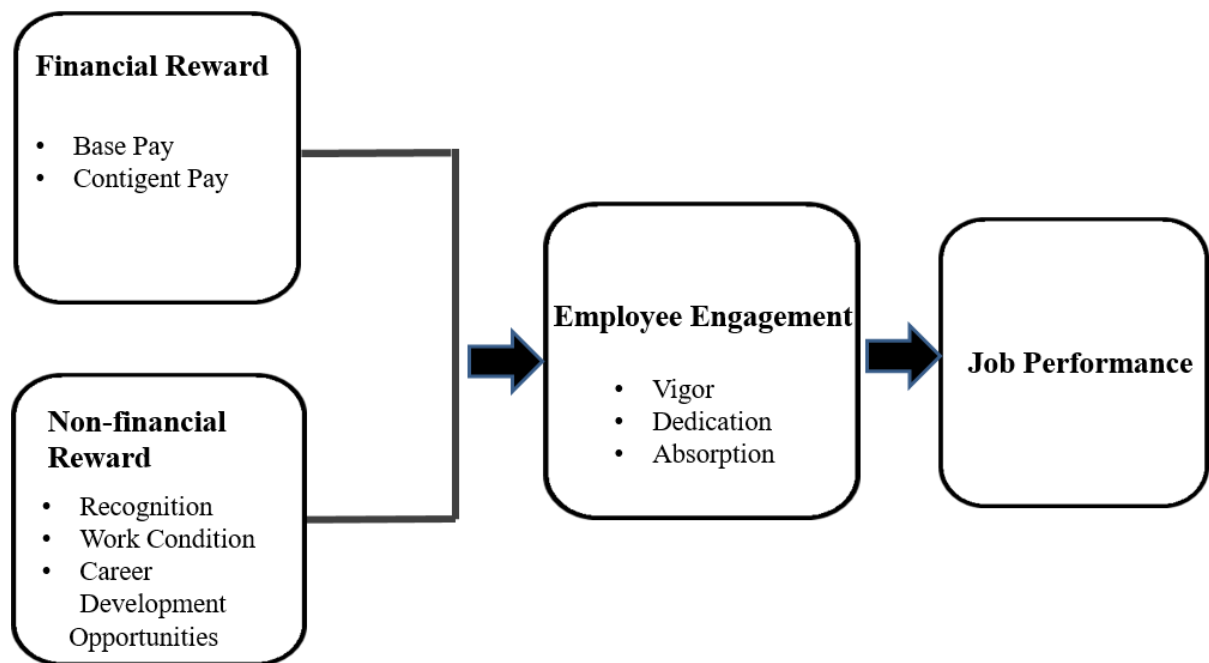 Financial Reward
• Base Pay
• Contigent Pay
Non-financial
Reward
• Recognition
• Work Condition
• Career
Development
Opportunities
Employee Engagement
• Vigor
• Dedication
• Absorption
Job Performance